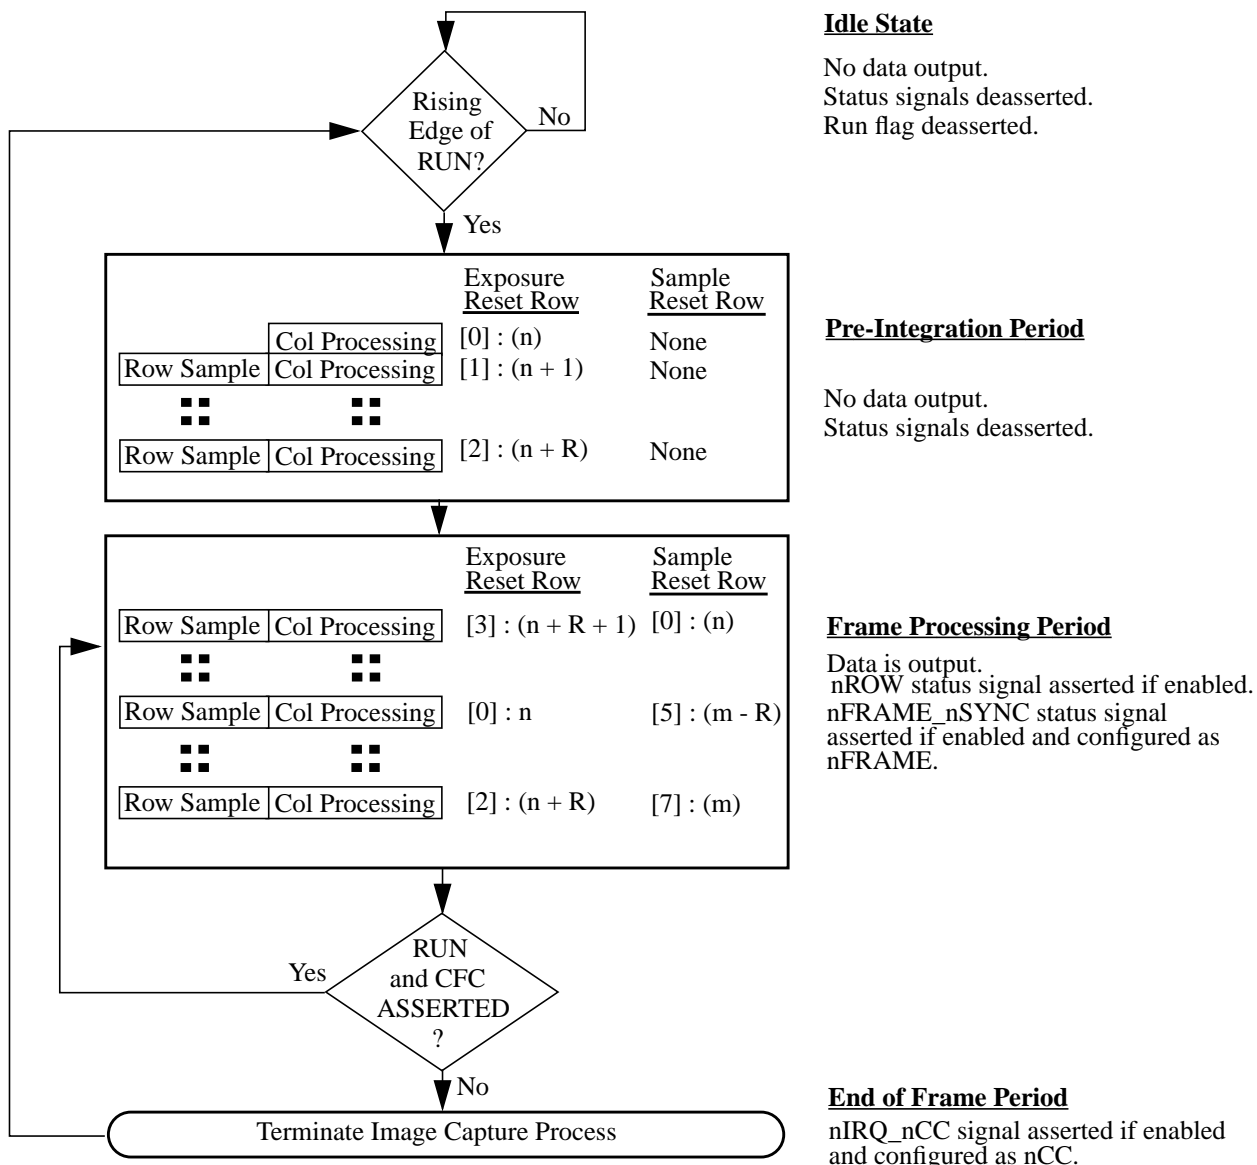 Idle State
No data output.
Status signals deasserted.
Run flag deasserted.
Rising
Edge of
RUN?
No
Yes
Exposure
Reset Row
Sample
Reset Row
Col Processing [0] : (n) None
Row Sample Col Processing [1] : (n + 1) None
Row Sample Col Processing [2] : (n + R) None
Pre-Integration Period
No data output.
Status signals deasserted.
Exposure
Reset Row
Sample
Reset Row
Row Sample Col Processing [3] : (n + R + 1) [0] : (n)
Row Sample Col Processing [0] : n [5] : (m - R)
Row Sample Col Processing [2] : (n + R) [7] : (m)
Frame Processing Period
Data is output.
nROW status signal asserted if enabled.
nFRAME_nSYNC status signal
asserted if enabled and configured as
nFRAME.
RUN
and CFC
ASSERTED
?
Yes
No
Terminate Image Capture Process
End of Frame Period
nIRQ_nCC signal asserted if enabled
and configured as nCC.